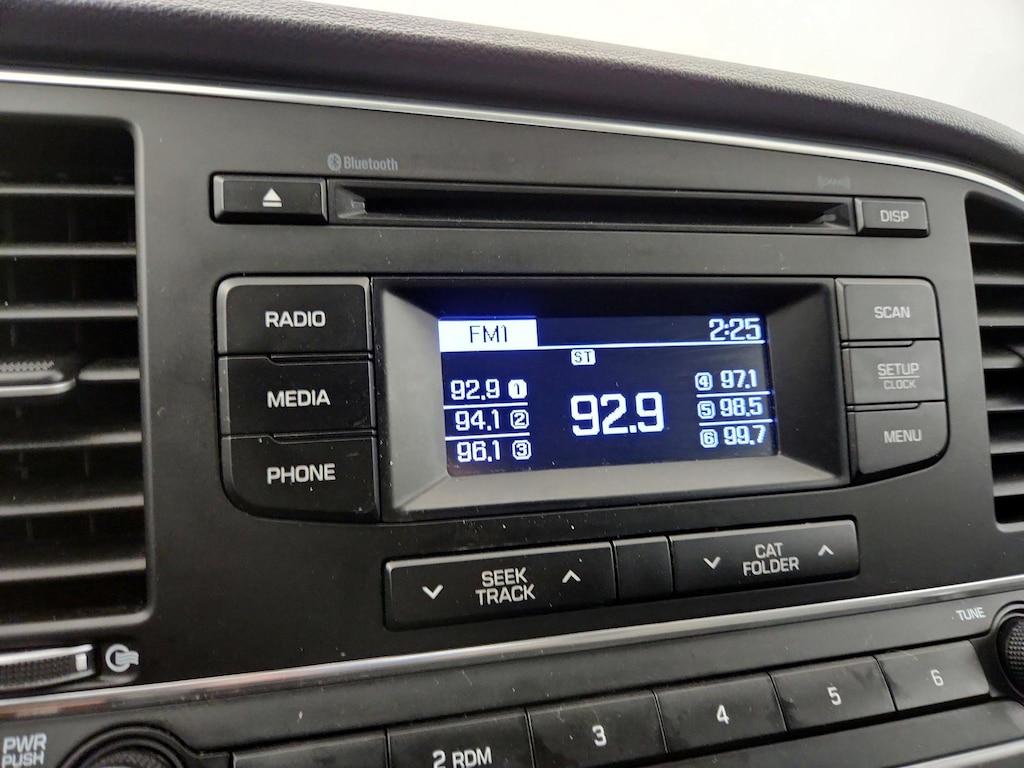 Bluetooth
DISP
RADIO
MEDIA
PHONE
FM1
2:25
ST
92.9 1
94.1 2
96.1 3
92.9
4 97.1
5 98.5
6 99.7
SCAN
SETUP
CLOCK
MENU
SEEK
TRACK
CAT
FOLDER
TUNE
PWR
PUSH
2 RDM
3
4
5
6